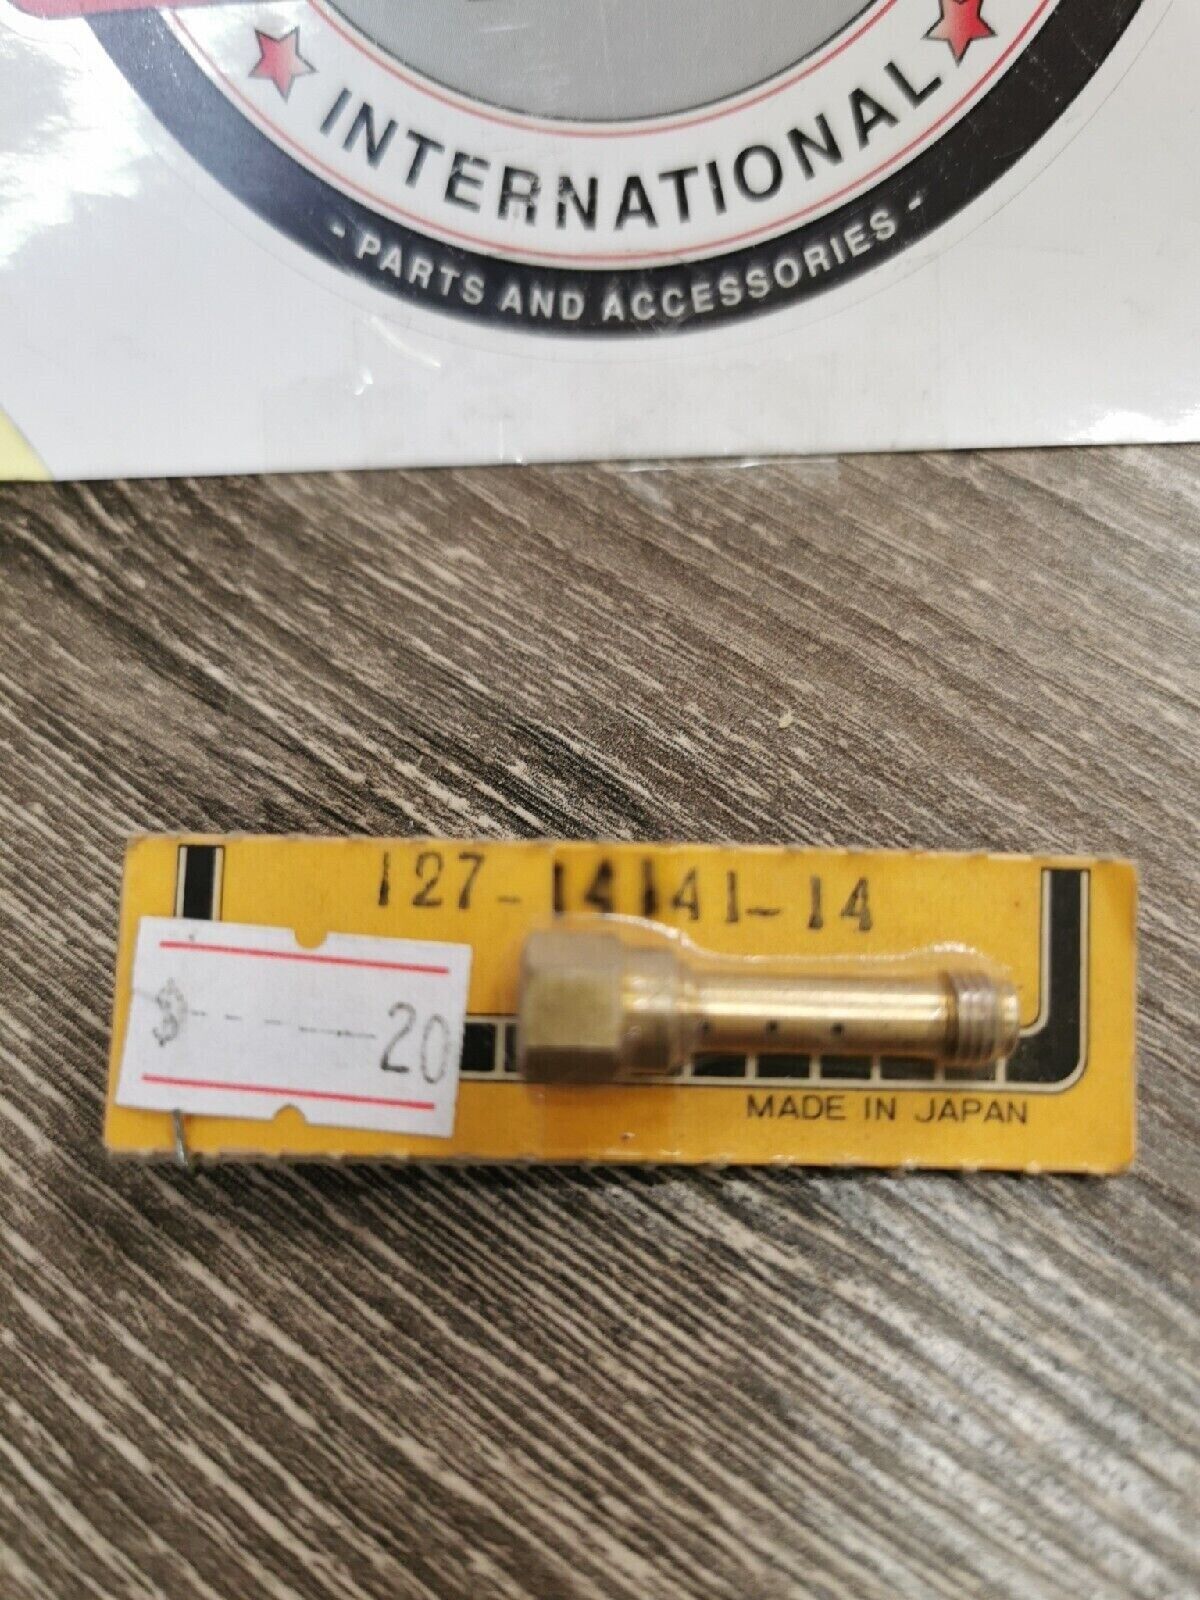 INTERNATIONAL
- PARTS AND ACCESSORIES -
127-14141-14
$-----20
MADE IN JAPAN